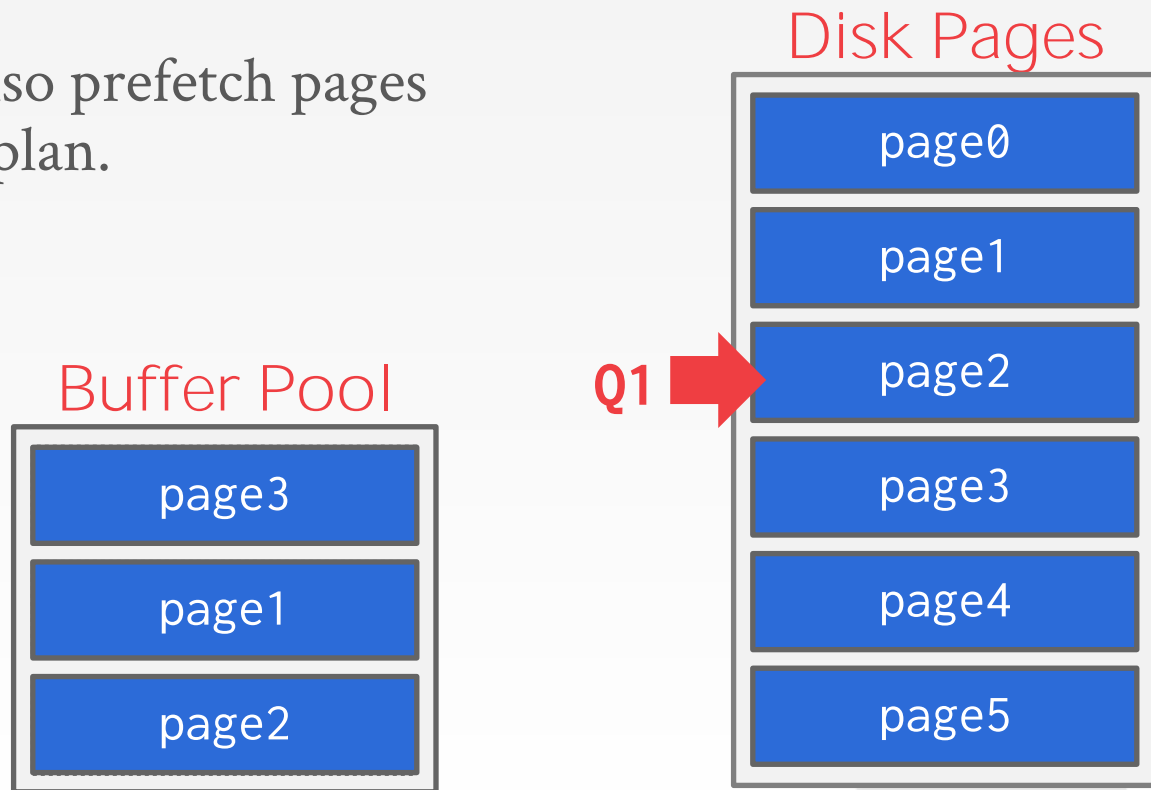 so prefetch pages
plan.
Disk Pages
page0
page1
page2
page3
page4
page5
Q1
Buffer Pool
page3
page1
page2